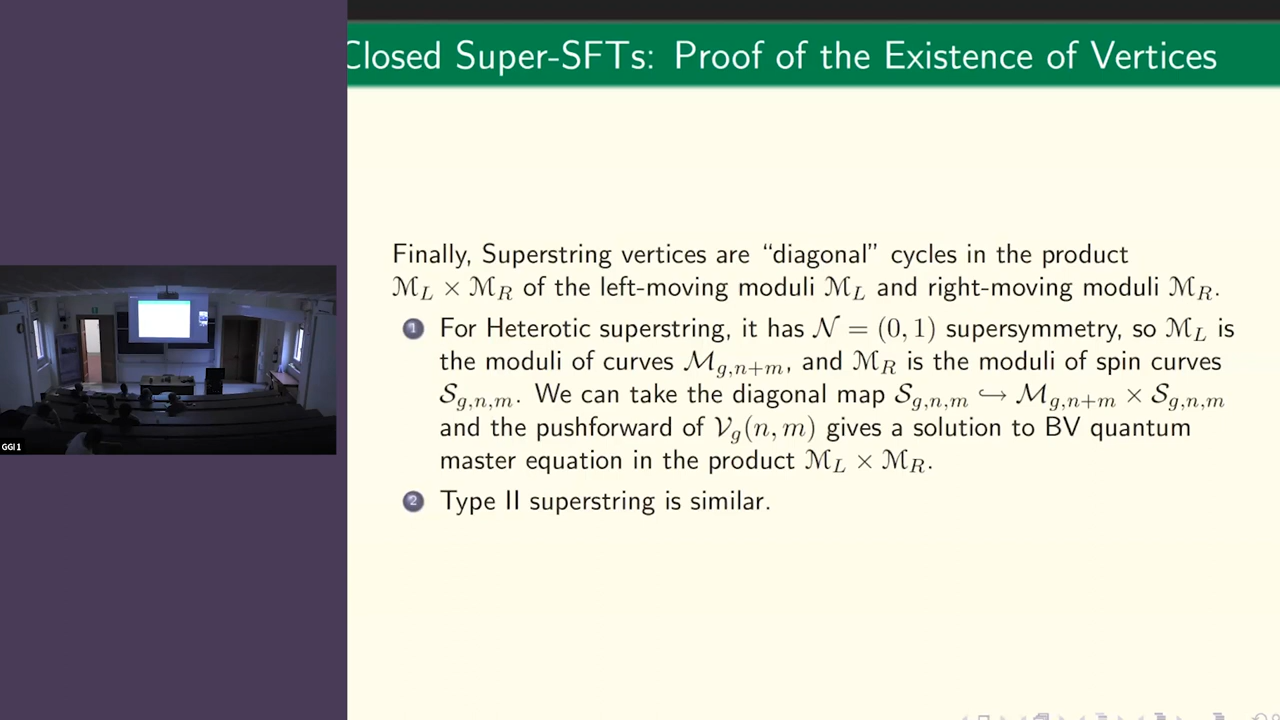 Closed Super-SFTs: Proof of the Existence of Vertices
Finally, Superstring vertices are “diagonal” cycles in the product
ℳ_L × ℳ_R of the left-moving moduli ℳ_L and right-moving moduli ℳ_R.
1 For Heterotic superstring, it has 𝒩 = (0, 1) supersymmetry, so ℳ_L is
the moduli of curves ℳ_{g,n+m}, and ℳ_R is the moduli of spin curves
𝒮_{g,n,m}. We can take the diagonal map 𝒮_{g,n,m} ↪ ℳ_{g,n+m} × 𝒮_{g,n,m}
and the pushforward of 𝒱_g(n, m) gives a solution to BV quantum
master equation in the product ℳ_L × ℳ_R.
2 Type II superstring is similar.
GGI 1